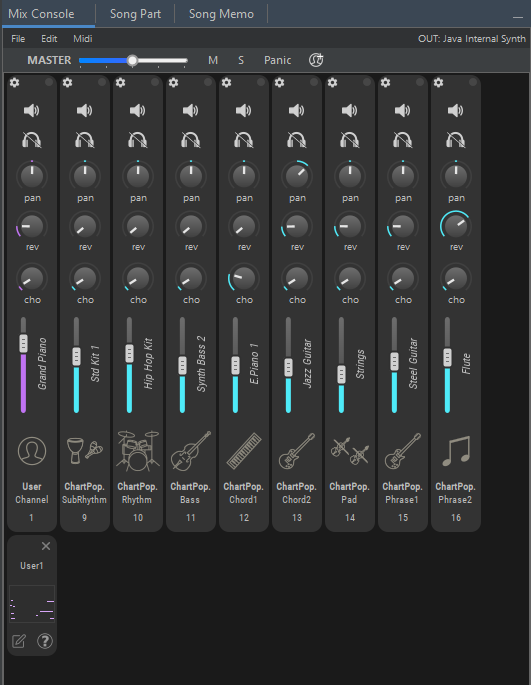 Mix Console Song Part Song Memo
File Edit Midi OUT: Java Internal Synth
MASTER M S Panic
pan pan pan pan pan pan pan pan pan
rev rev rev rev rev rev rev rev rev
cho cho cho cho cho cho cho cho cho
Grand Piano
Std Kit 1
Hip Hop Kit
Synth Bass 2
E.Piano 1
Jazz Guitar
Strings
Steel Guitar
Flute
User ChartPop. ChartPop. ChartPop. ChartPop. ChartPop. ChartPop. ChartPop. ChartPop.
Channel SubRhythm Rhythm Bass Chord1 Chord2 Pad Phrase1 Phrase2
1 9 10 11 12 13 14 15 16
User1